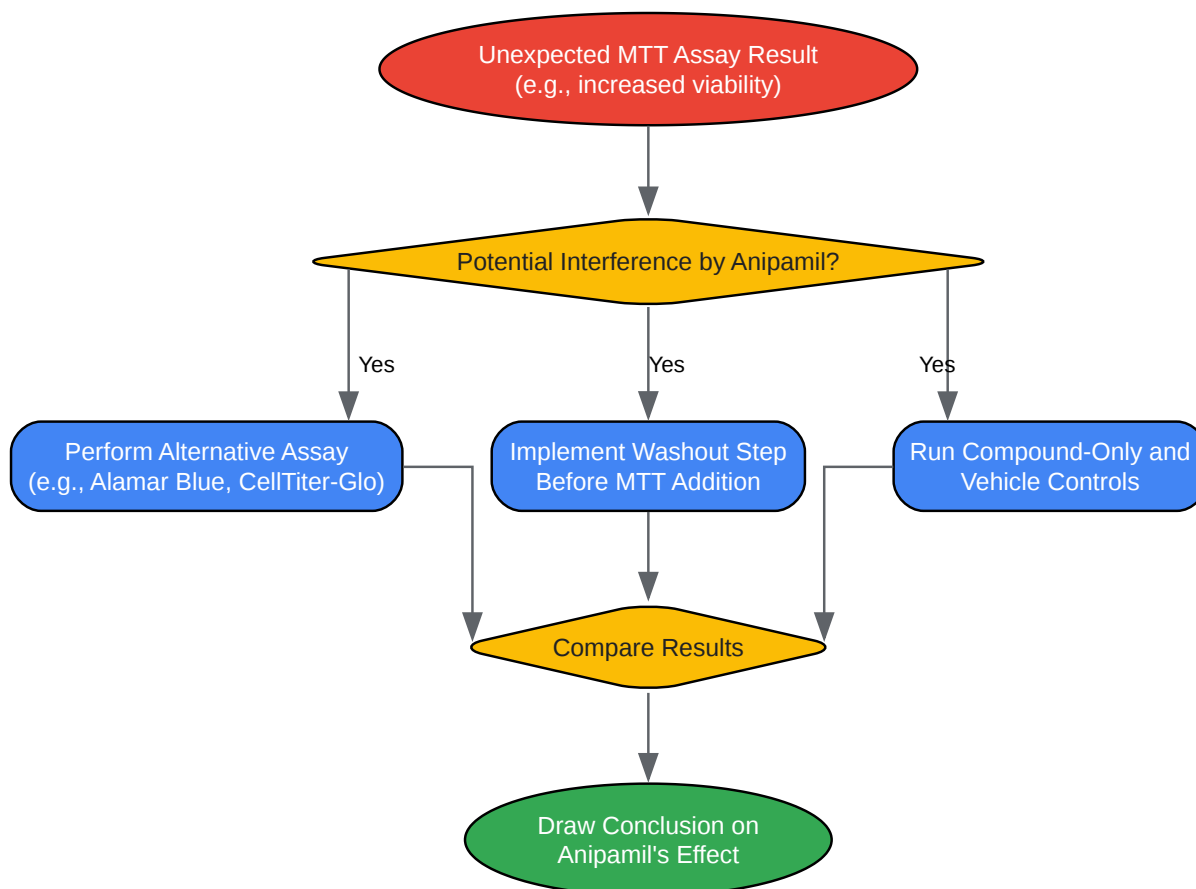 Unexpected MTT Assay Result
(e.g., increased viability)
Potential Interference by Anipamil?
Yes
Yes
Yes
Perform Alternative Assay
(e.g., Alamar Blue, CellTiter-Glo)
Implement Washout Step
Before MTT Addition
Run Compound-Only and
Vehicle Controls
Compare Results
Draw Conclusion on
Anipamil's Effect